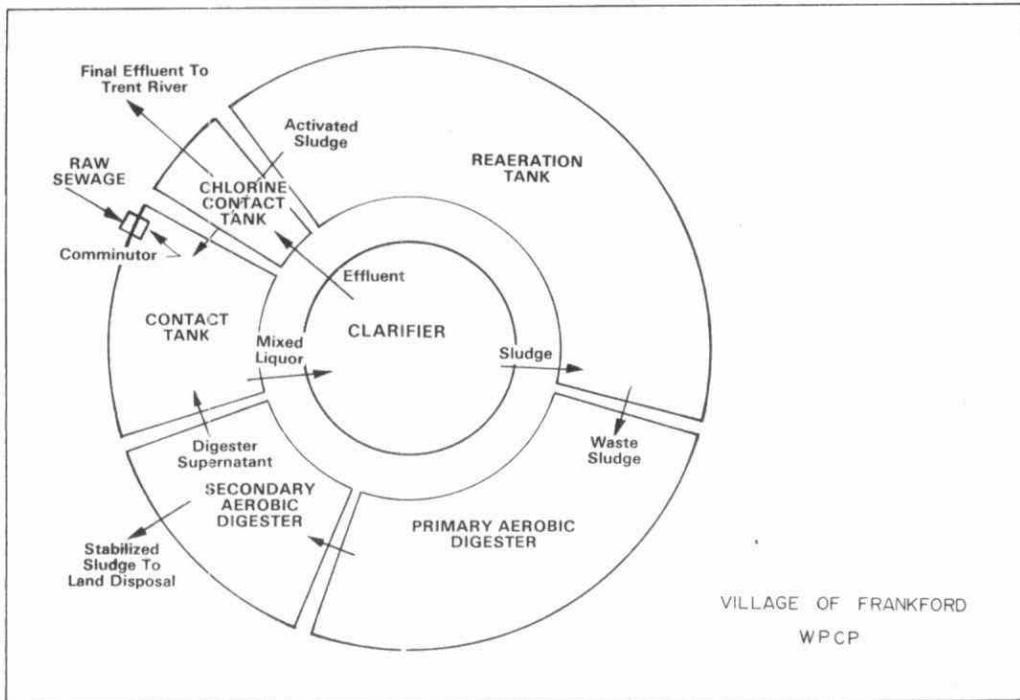 Final Effluent To
Trent River
Activated
Sludge
RAW
SEWAGE
REAERATION
TANK
CHLORINE
CONTACT
TANK
Comminutor
Effluent
CONTACT
TANK
CLARIFIER
Mixed
Liquor
Sludge
Digester
Supernatant
Waste
Sludge
SECONDARY
AEROBIC
DIGESTER
PRIMARY AEROBIC
DIGESTER
Stabilized
Sludge To
Land Disposal
VILLAGE OF FRANKFORD
WPCP